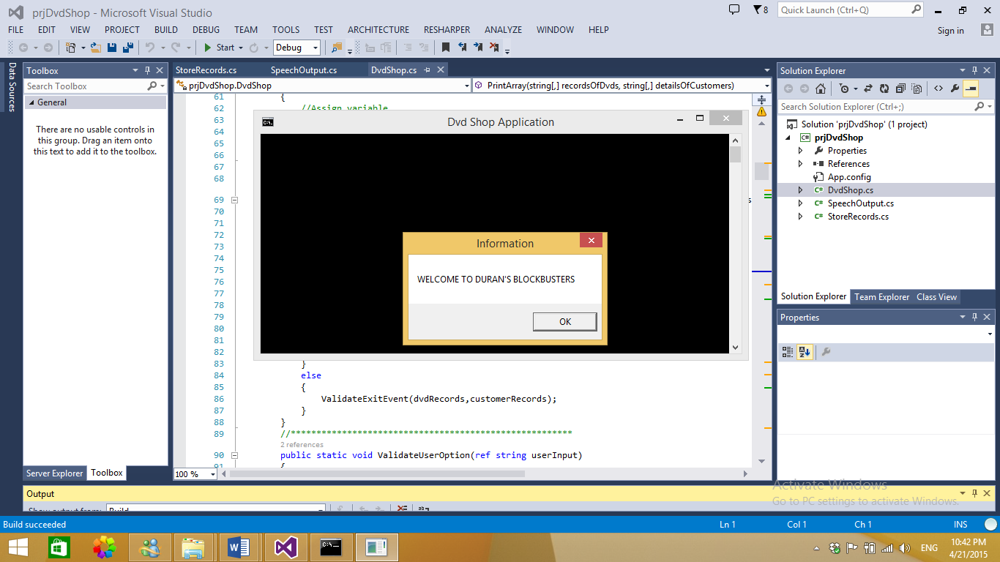 prjDvdShop - Microsoft Visual Studio
8
Quick Launch (Ctrl+Q)
FILE EDIT VIEW PROJECT BUILD DEBUG TEAM TOOLS TEST ARCHITECTURE RESHARPER ANALYZE WINDOW HELP
Sign in
Start
Debug
Data Sources
Toolbox
Search Toolbox
General
There are no usable controls in
this group. Drag an item onto
this text to add it to the toolbox.
Server Explorer Toolbox
StoreRecords.cs SpeechOutput.cs DvdShop.cs
prjDvdShop.DvdShop
PrintArray(string[,] recordsOfDvds, string[,] detailsOfCustomers)
61 {
62 //Assign variable
63
64
65
66
67
68
69
70
71
72
73
74
75
76
77
78
79
80
81
82
83 }
84 else
85 {
86 ValidateExitEvent(dvdRecords,customerRecords);
87 }
88 }
89 //*******************************************************
2 references
90 public static void ValidateUserOption(ref string userInput)
91 {
100 %
Dvd Shop Application
Information
WELCOME TO DURAN'S BLOCKBUSTERS
OK
Solution Explorer
Search Solution Explorer (Ctrl+;)
Solution 'prjDvdShop' (1 project)
prjDvdShop
Properties
References
App.config
DvdShop.cs
SpeechOutput.cs
StoreRecords.cs
Solution Explorer Team Explorer Class View
Properties
Output
Show output from: Build
Activate Windows
Go to PC settings to activate Windows.
Build succeeded
Ln 1 Col 1 Ch 1 INS
ENG
10:42 PM
4/21/2015